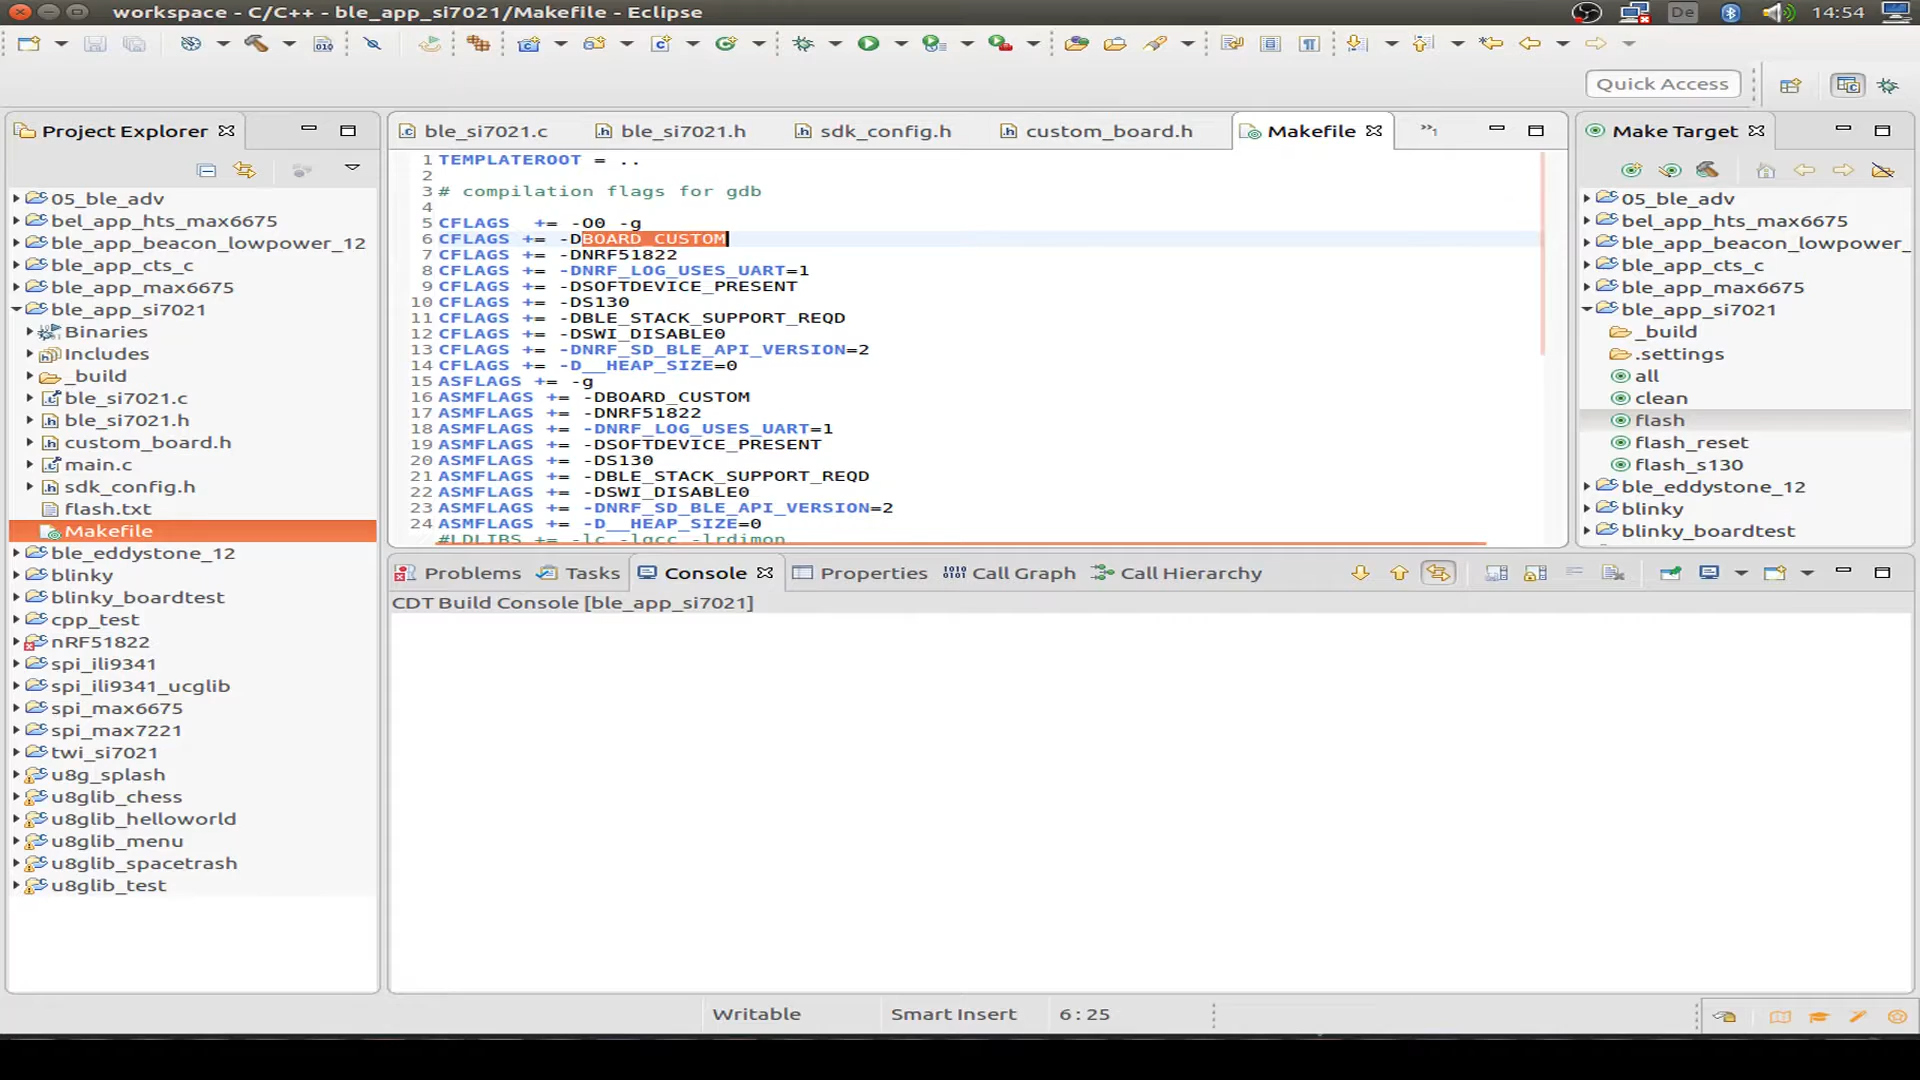 workspace - C/C++ - ble_app_si7021/Makefile - Eclipse
De
14:54
Quick Access
Project Explorer
05_ble_adv
bel_app_hts_max6675
ble_app_beacon_lowpower_12
ble_app_cts_c
ble_app_max6675
ble_app_si7021
Binaries
Includes
_build
ble_si7021.c
ble_si7021.h
custom_board.h
main.c
sdk_config.h
flash.txt
Makefile
ble_eddystone_12
blinky
blinky_boardtest
cpp_test
nRF51822
spi_ili9341
spi_ili9341_ucglib
spi_max6675
spi_max7221
twi_si7021
u8g_splash
u8glib_chess
u8glib_helloworld
u8glib_menu
u8glib_spacetrash
u8glib_test
ble_si7021.c
ble_si7021.h
sdk_config.h
custom_board.h
Makefile
»1
1 TEMPLATEROOT = ..
2
3 # compilation flags for gdb
4
5 CFLAGS  += -O0 -g
6 CFLAGS += -DBOARD_CUSTOM
7 CFLAGS += -DNRF51822
8 CFLAGS += -DNRF_LOG_USES_UART=1
9 CFLAGS += -DSOFTDEVICE_PRESENT
10 CFLAGS += -DS130
11 CFLAGS += -DBLE_STACK_SUPPORT_REQD
12 CFLAGS += -DSWI_DISABLE0
13 CFLAGS += -DNRF_SD_BLE_API_VERSION=2
14 CFLAGS += -D__HEAP_SIZE=0
15 ASFLAGS += -g
16 ASMFLAGS += -DBOARD_CUSTOM
17 ASMFLAGS += -DNRF51822
18 ASMFLAGS += -DNRF_LOG_USES_UART=1
19 ASMFLAGS += -DSOFTDEVICE_PRESENT
20 ASMFLAGS += -DS130
21 ASMFLAGS += -DBLE_STACK_SUPPORT_REQD
22 ASMFLAGS += -DSWI_DISABLE0
23 ASMFLAGS += -DNRF_SD_BLE_API_VERSION=2
24 ASMFLAGS += -D__HEAP_SIZE=0
#LDLIBS += -lc -lgcc -lrdimon
Make Target
05_ble_adv
bel_app_hts_max6675
ble_app_beacon_lowpower_
ble_app_cts_c
ble_app_max6675
ble_app_si7021
_build
.settings
all
clean
flash
flash_reset
flash_s130
ble_eddystone_12
blinky
blinky_boardtest
Problems
Tasks
Console
Properties
Call Graph
Call Hierarchy
CDT Build Console [ble_app_si7021]
Writable
Smart Insert
6 : 25